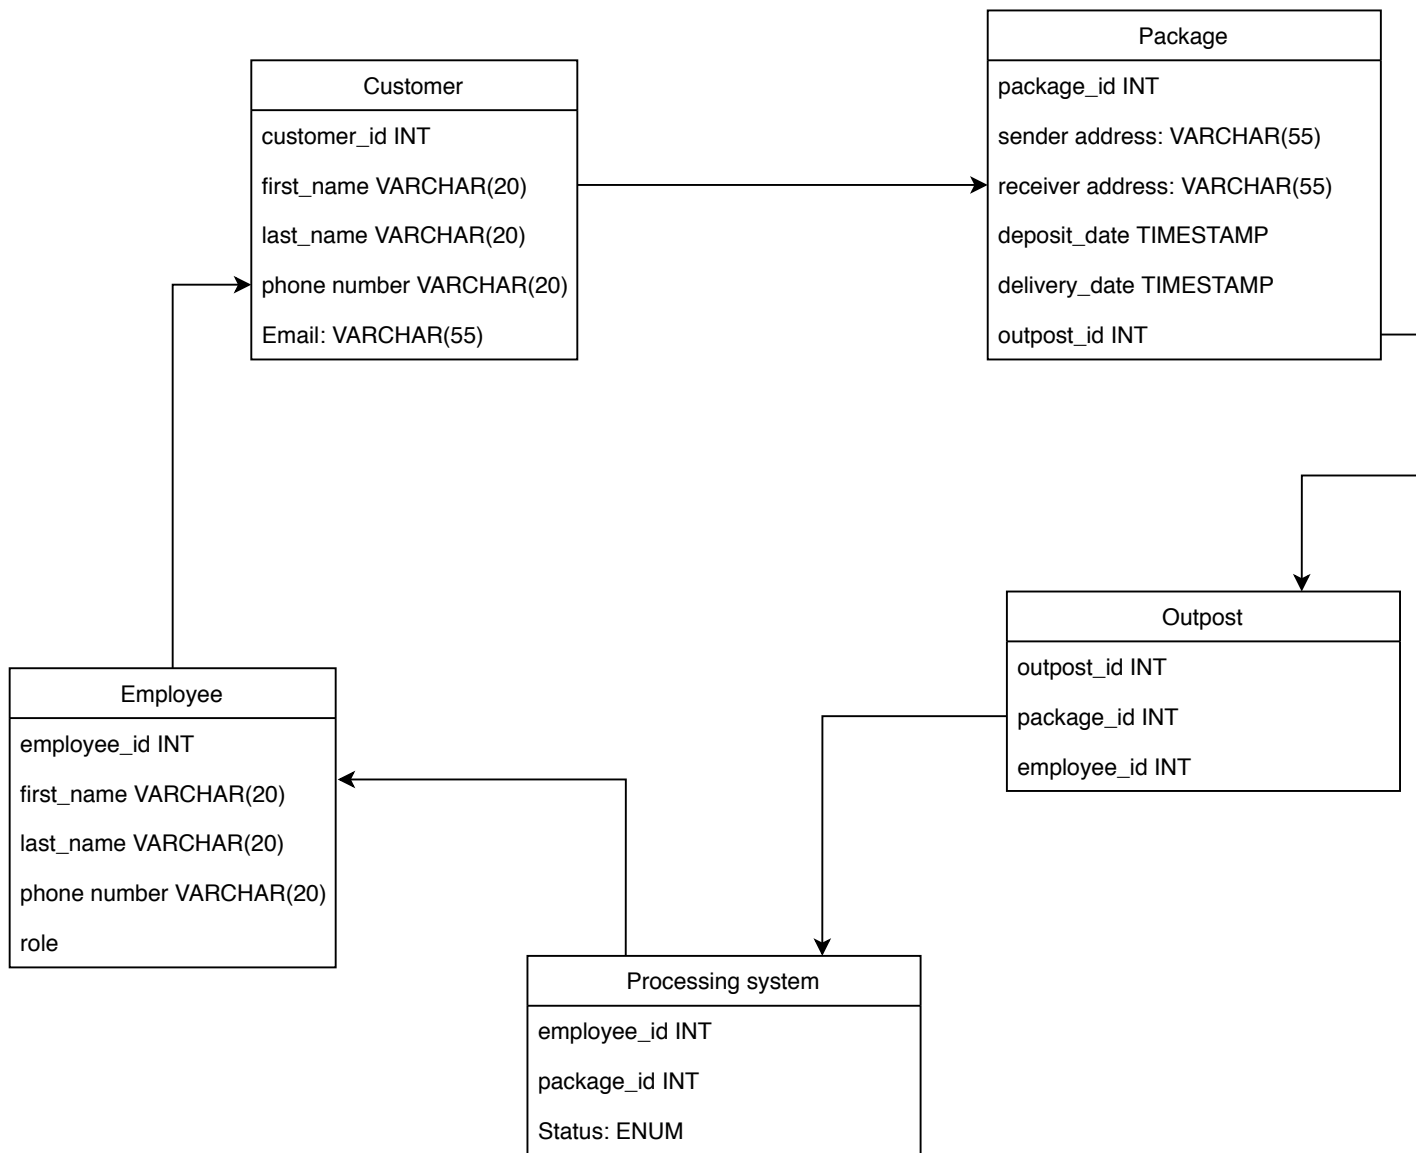 Package
package_id INT
sender address: VARCHAR(55)
receiver address: VARCHAR(55)
deposit_date TIMESTAMP
delivery_date TIMESTAMP
outpost_id INT
Customer
customer_id INT
first_name VARCHAR(20)
last_name VARCHAR(20)
phone number VARCHAR(20)
Email: VARCHAR(55)
Outpost
outpost_id INT
package_id INT
employee_id INT
Employee
employee_id INT
first_name VARCHAR(20)
last_name VARCHAR(20)
phone number VARCHAR(20)
role
Processing system
employee_id INT
package_id INT
Status: ENUM